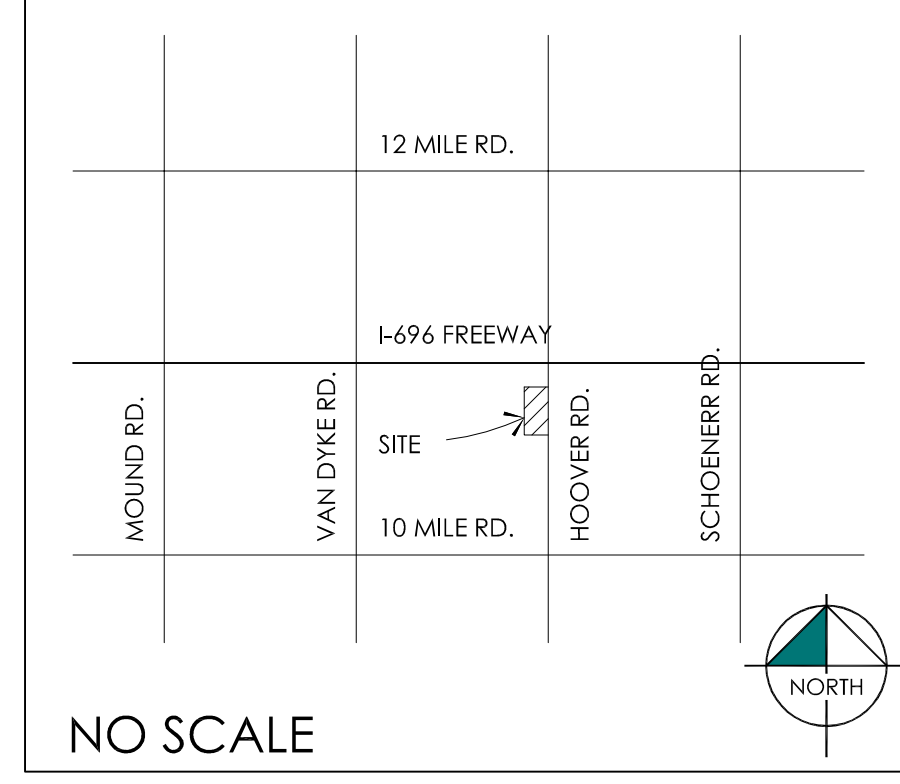 12 MILE RD.
I-696 FREEWAY
MOUND RD.
VAN DYKE RD.
SITE
HOOVER RD.
SCHOENERR RD.
10 MILE RD.
NORTH
NO SCALE